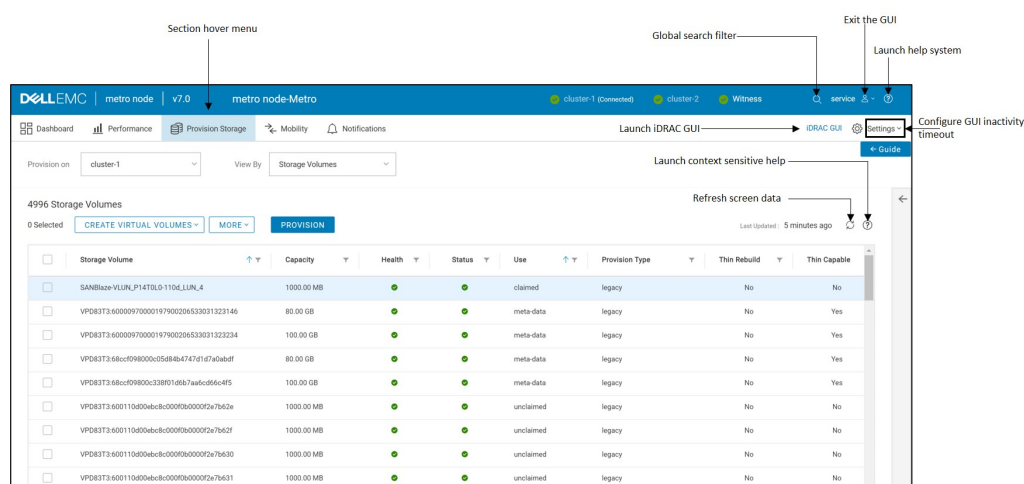 Exit the GUI
Section hover menu
Global search filter
Launch help system
DELLEMC | metro node | v7.0 metro node-Metro cluster-1 (Connected) cluster-2 Witness service
Dashboard Performance Provision Storage Mobility Notifications Launch iDRAC GUI iDRAC GUI Settings Configure GUI inactivity timeout
← Guide
Provision on cluster-1 View By Storage Volumes Launch context sensitive help
4996 Storage Volumes Refresh screen data
0 Selected CREATE VIRTUAL VOLUMES MORE PROVISION Last Updated : 5 minutes ago
Storage Volume Capacity Health Status Use Provision Type Thin Rebuild Thin Capable
SANBlaze-VLUN_P14T0L0-110d_LUN_4 1000.00 MB claimed legacy No No
VPD83T3:60000970000197900206533031323146 80.00 GB meta-data legacy No Yes
VPD83T3:60000970000197900206533031323234 100.00 GB meta-data legacy No Yes
VPD83T3:68ccf098000c05d84b4747d1d7a0abdf 80.00 GB meta-data legacy No Yes
VPD83T3:68ccf09800c338f01d6b7aa6cd66c4f5 100.00 GB meta-data legacy No Yes
VPD83T3:600110d00ebc8c000f0b0000f2e7b62e 1000.00 MB unclaimed legacy No No
VPD83T3:600110d00ebc8c000f0b0000f2e7b62f 1000.00 MB unclaimed legacy No No
VPD83T3:600110d00ebc8c000f0b0000f2e7b630 1000.00 MB unclaimed legacy No No
VPD83T3:600110d00ebc8c000f0b0000f2e7b631 1000.00 MB unclaimed legacy No No